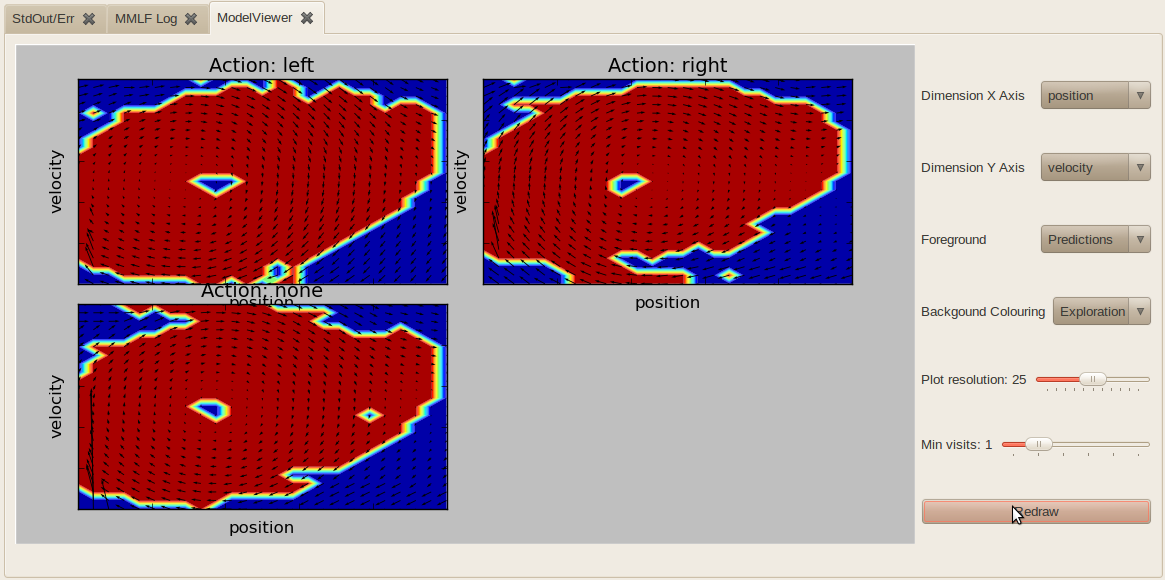 StdOut/Err
MMLF Log
ModelViewer
Action: left
Action: right
velocity
velocity
position
position
Action: none
velocity
position
Dimension X Axis position
Dimension Y Axis velocity
Foreground Predictions
Backgound Colouring Exploration
Plot resolution: 25
Min visits: 1
Redraw